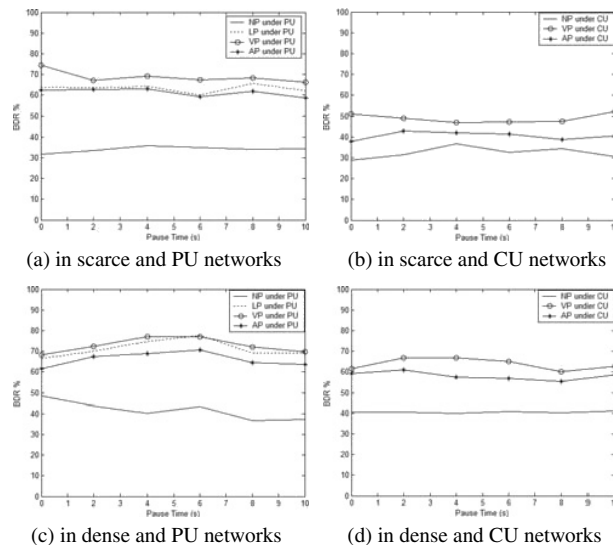 100
90
80
70
60
50
40
30
20
10
0
BDR %
NP under PU
LP under PU
VP under PU
AP under PU
0 1 2 3 4 5 6 7 8 9 10
Pause Time (s)
(a) in scarce and PU networks
100
90
80
70
60
50
40
30
20
10
0
BDR %
NP under CU
VP under CU
AP under CU
0 1 2 3 4 5 6 7 8 9
Pause Time (s)
(b) in scarce and CU networks
100
90
80
70
60
50
40
30
20
10
0
BDR %
NP under PU
LP under PU
VP under PU
AP under PU
0 1 2 3 4 5 6 7 8 9 10
Pause Time (s)
(c) in dense and PU networks
100
90
80
70
60
50
40
30
20
10
0
BDR %
NP under CU
VP under CU
AP under CU
0 1 2 3 4 5 6 7 8 9
Pause Time (s)
(d) in dense and CU networks